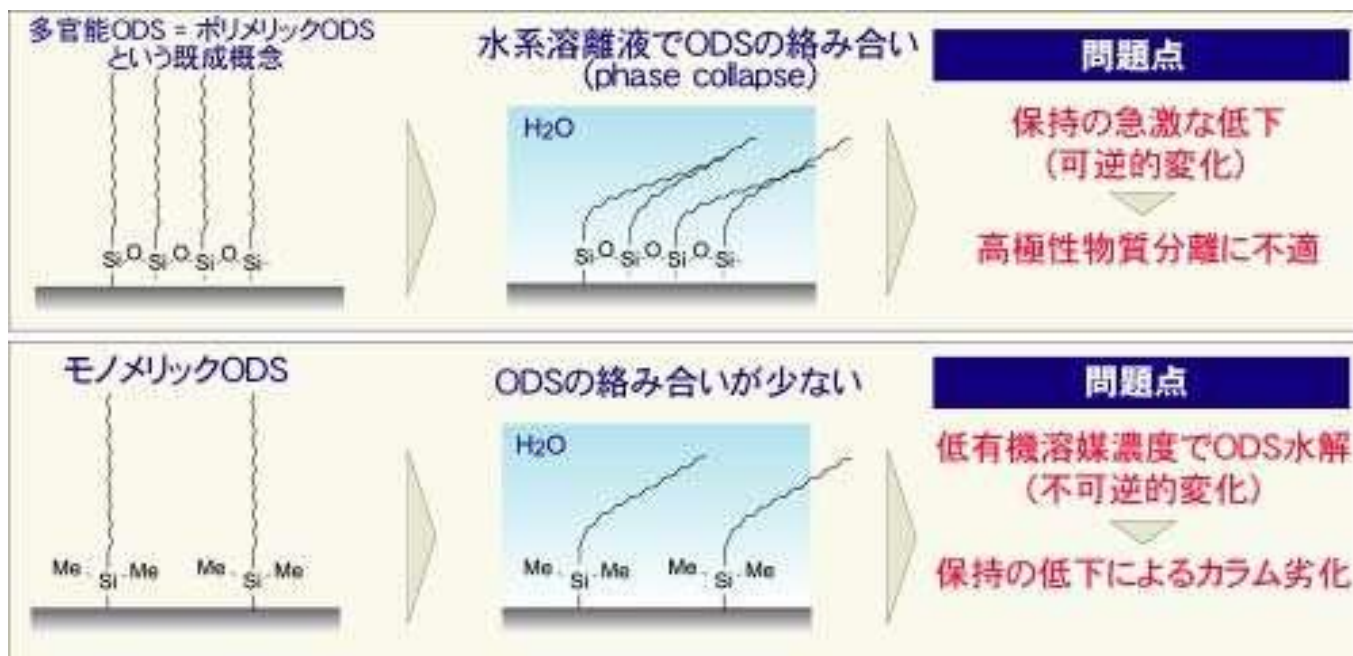 多官能ODS = ポリメリックODS
という既成概念
Si O Si O Si O Si
水系溶離液でODSの絡み合い
(phase collapse)
H2O
Si O Si O Si O Si
問題点
保持の急激な低下
(可逆的変化)
高極性物質分離に不適
モノメリックODS
Me Si Me Me Si Me
ODSの絡み合いが少ない
H2O
Me Si Me Me Si Me
問題点
低有機溶媒濃度でODS水解
(不可逆的変化)
保持の低下によるカラム劣化